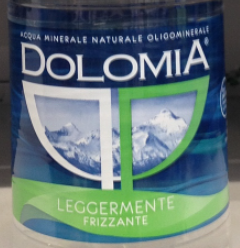 ACQUA MINERALE NATURALE OLIGOMINERALE
DOLOMIA®
LEGGERMENTE
FRIZZANTE